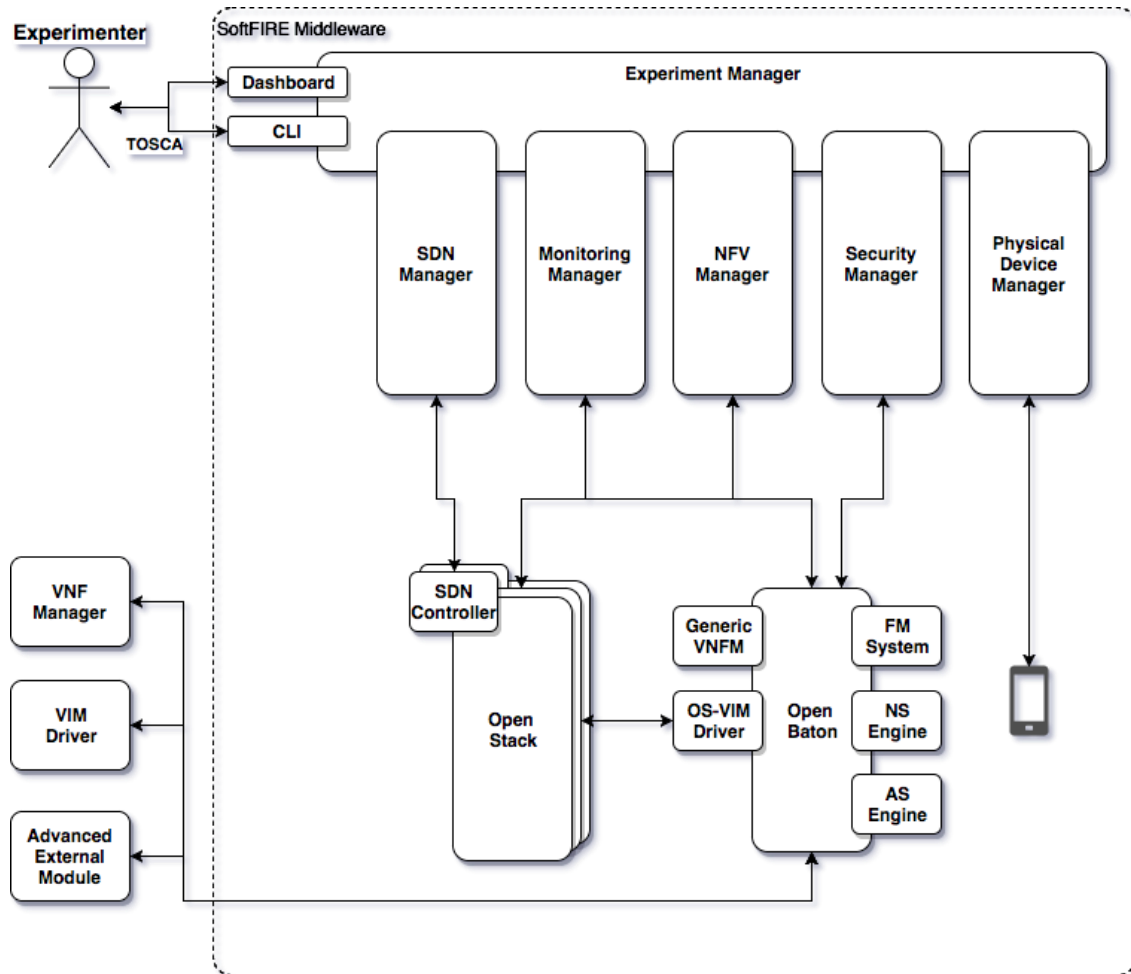 SoftFIRE Middleware
Experimenter
Experiment Manager
Dashboard
CLI
TOSCA
SDN
Manager
Monitoring
Manager
NFV
Manager
Security
Manager
Physical
Device
Manager
VNF
Manager
VIM
Driver
Advanced
External
Module
SDN
Controller
Open
Stack
Generic
VNFM
OS-VIM
Driver
Open
Baton
FM
System
NS
Engine
AS
Engine